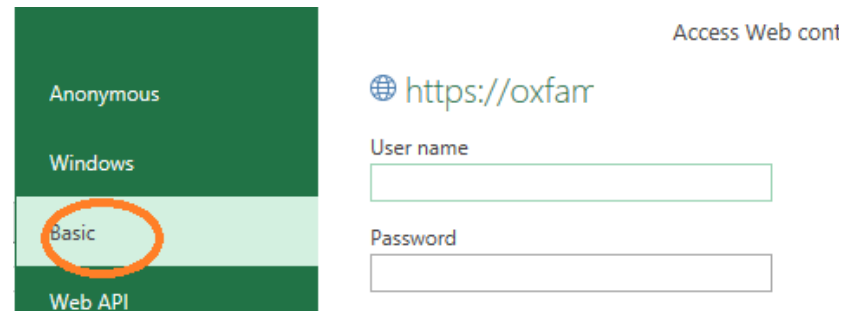 Access Web cont
Anonymous
https://oxfam
Windows
User name
Basic
Password
Web API